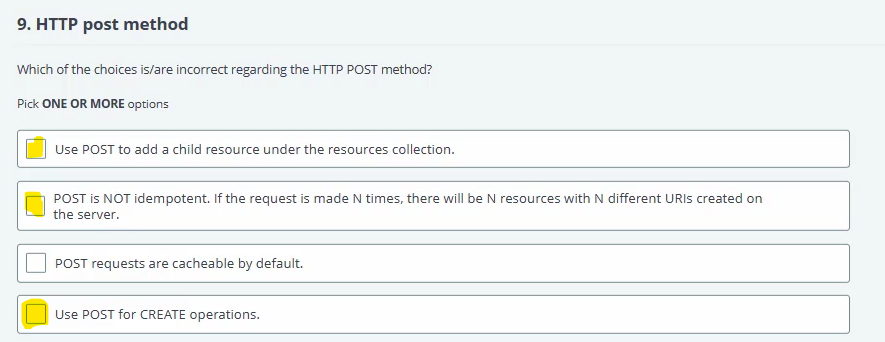 9. HTTP post method
Which of the choices is/are incorrect regarding the HTTP POST method?
Pick ONE OR MORE options
Use POST to add a child resource under the resources collection.
POST is NOT idempotent. If the request is made N times, there will be N resources with N different URIs created on
the server.
POST requests are cacheable by default.
Use POST for CREATE operations.